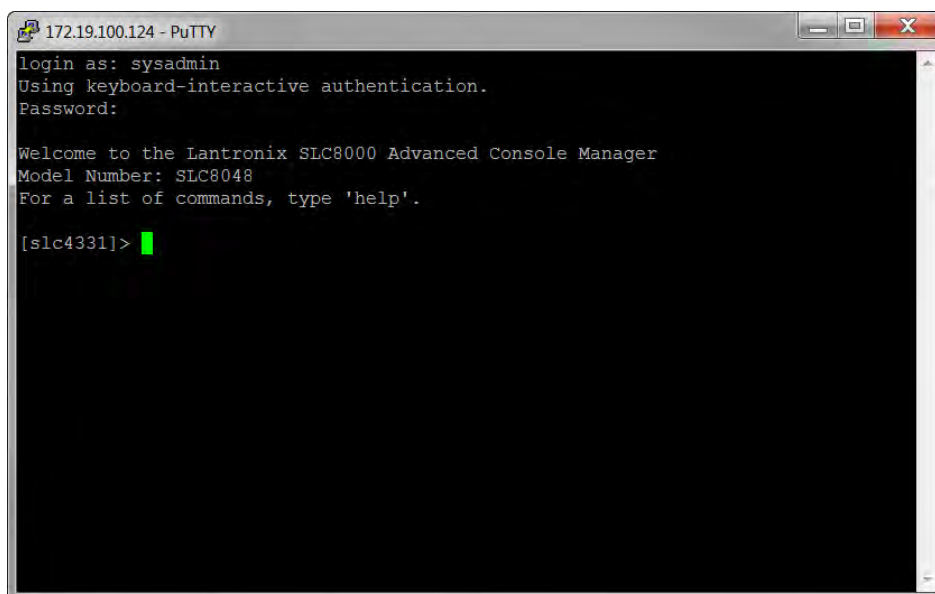 172.19.100.124 - PuTTY
login as: sysadmin
Using keyboard-interactive authentication.
Password:
Welcome to the Lantronix SLC8000 Advanced Console Manager
Model Number: SLC8048
For a list of commands, type 'help'.
[slc4331]>